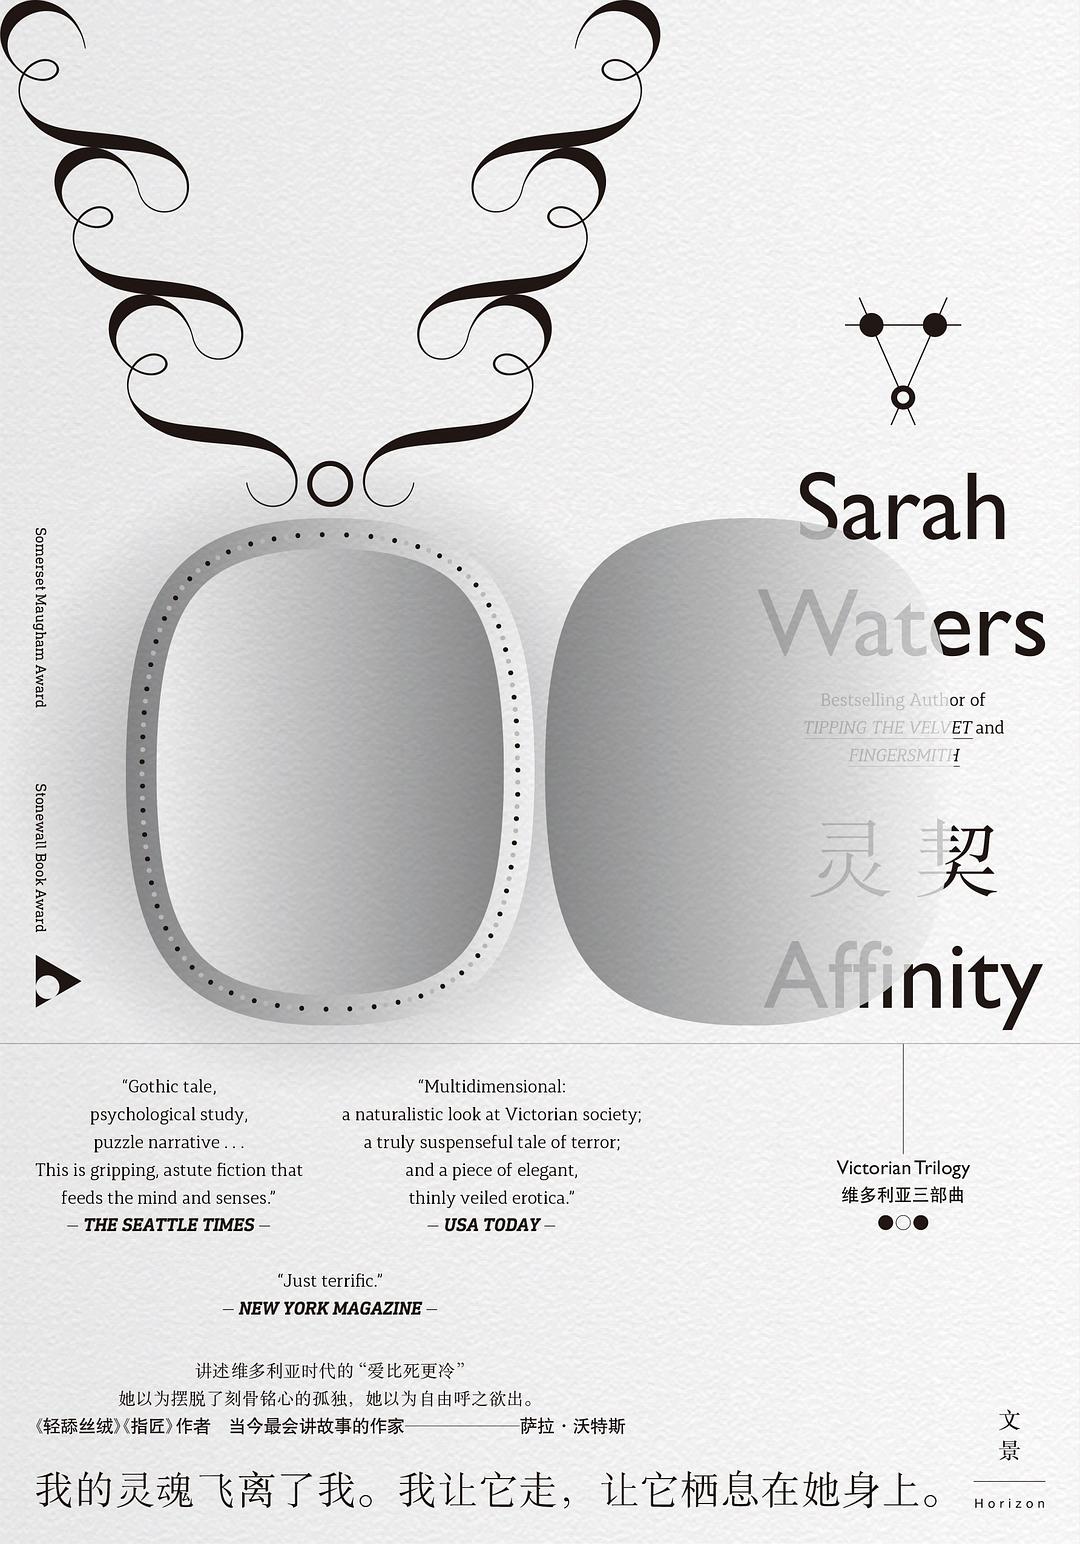 Sarah
Waters
Bestselling Author of
TIPPING THE VELVET and
FINGERSMITH
灵契
Affinity
Somerset Maugham Award
Stonewall Book Award
“Gothic tale,
psychological study,
puzzle narrative . . .
This is gripping, astute fiction that
feeds the mind and senses.”
– THE SEATTLE TIMES –
“Multidimensional:
a naturalistic look at Victorian society;
a truly suspenseful tale of terror;
and a piece of elegant,
thinly veiled erotica.”
– USA TODAY –
“Just terrific.”
– NEW YORK MAGAZINE –
Victorian Trilogy
维多利亚三部曲
讲述维多利亚时代的“爱比死更冷”
她以为摆脱了刻骨铭心的孤独，她以为自由呼之欲出。
《轻舔丝绒》《指匠》作者 当今最会讲故事的作家————萨拉·沃特斯
我的灵魂飞离了我。我让它走，让它栖息在她身上。
文
景
Horizon